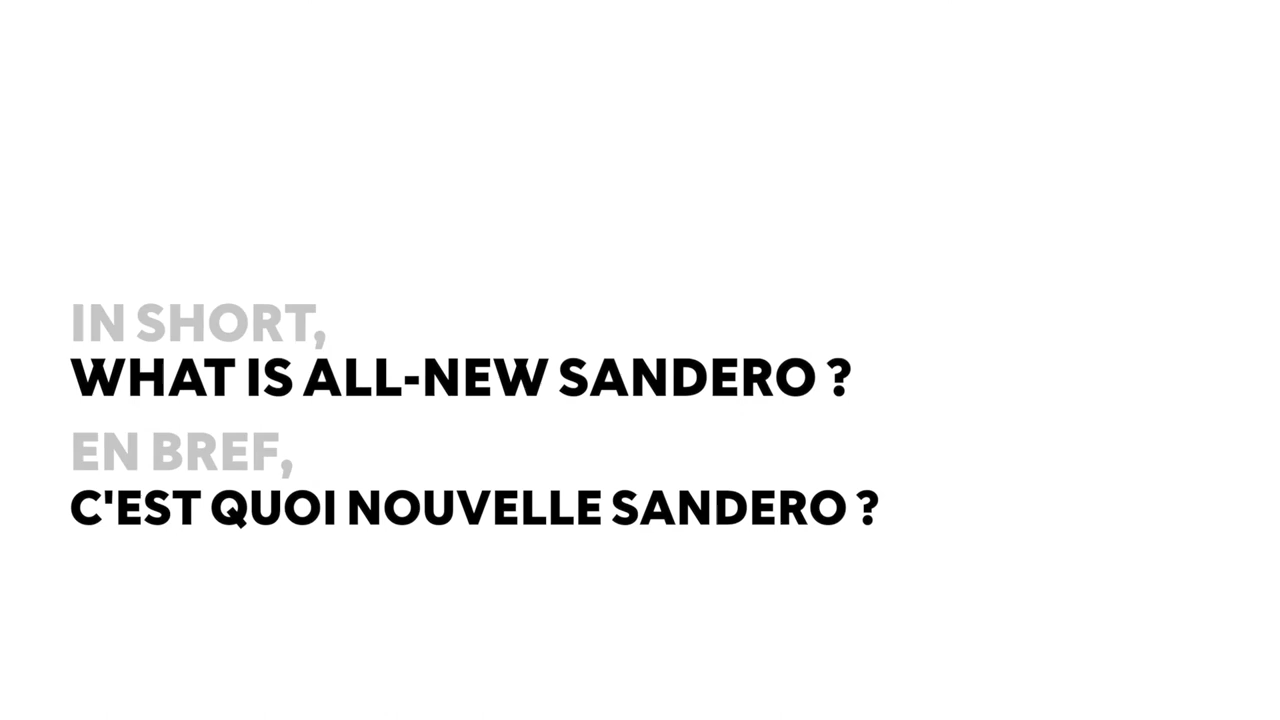 IN SHORT,
WHAT IS ALL-NEW SANDERO ?
EN BREF,
C'EST QUOI NOUVELLE SANDERO ?